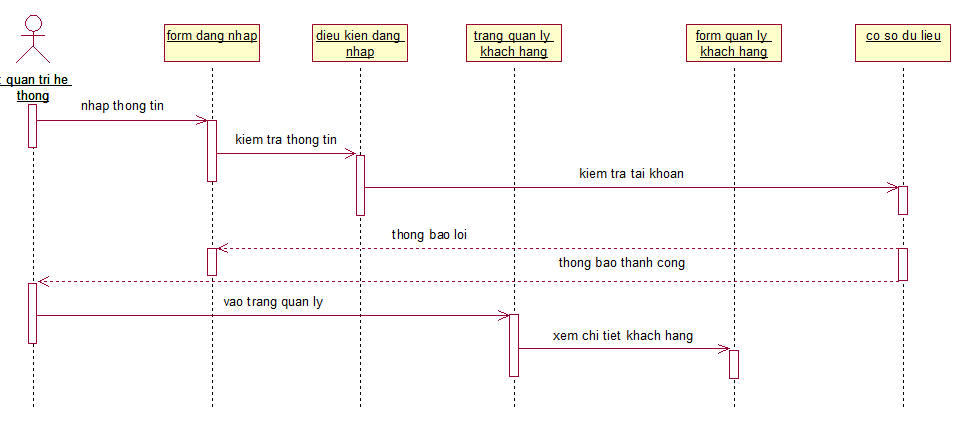 form dang nhap
dieu kien dang
nhap
trang quan ly
khach hang
form quan ly
khach hang
co so du lieu
: quan tri he
thong
nhap thong tin
kiem tra thong tin
kiem tra tai khoan
thong bao loi
thong bao thanh cong
vao trang quan ly
xem chi tiet khach hang